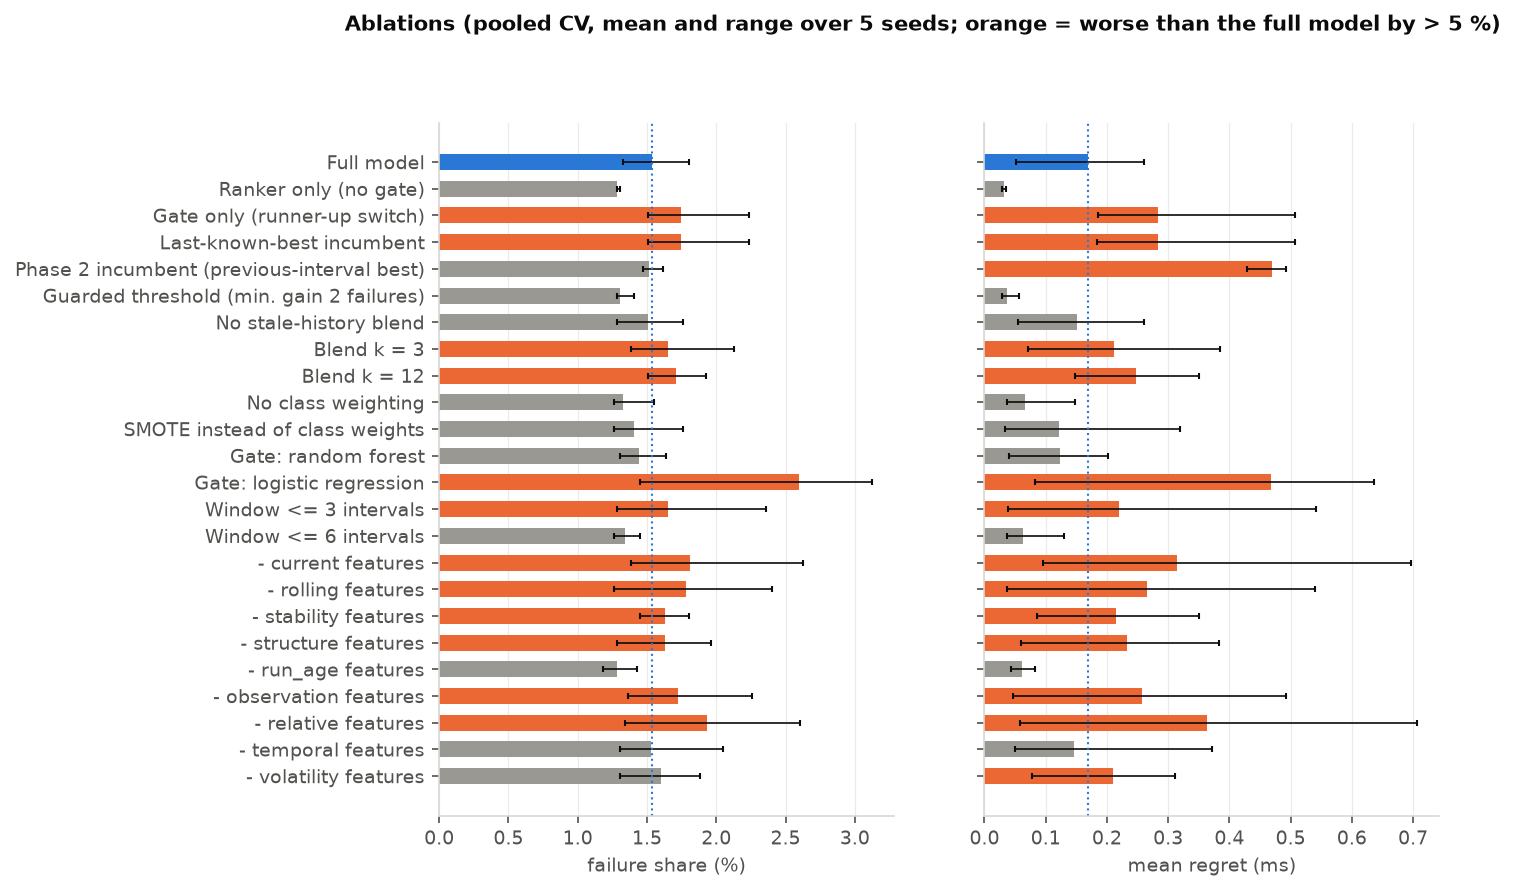 Ablations (pooled CV, mean and range over 5 seeds; orange = worse than the full model by > 5 %)
Full model
Ranker only (no gate)
Gate only (runner-up switch)
Last-known-best incumbent
Phase 2 incumbent (previous-interval best)
Guarded threshold (min. gain 2 failures)
No stale-history blend
Blend k = 3
Blend k = 12
No class weighting
SMOTE instead of class weights
Gate: random forest
Gate: logistic regression
Window <= 3 intervals
Window <= 6 intervals
- current features
- rolling features
- stability features
- structure features
- run_age features
- observation features
- relative features
- temporal features
- volatility features
0.0 0.5 1.0 1.5 2.0 2.5 3.0
failure share (%)
0.0 0.1 0.2 0.3 0.4 0.5 0.6 0.7
mean regret (ms)